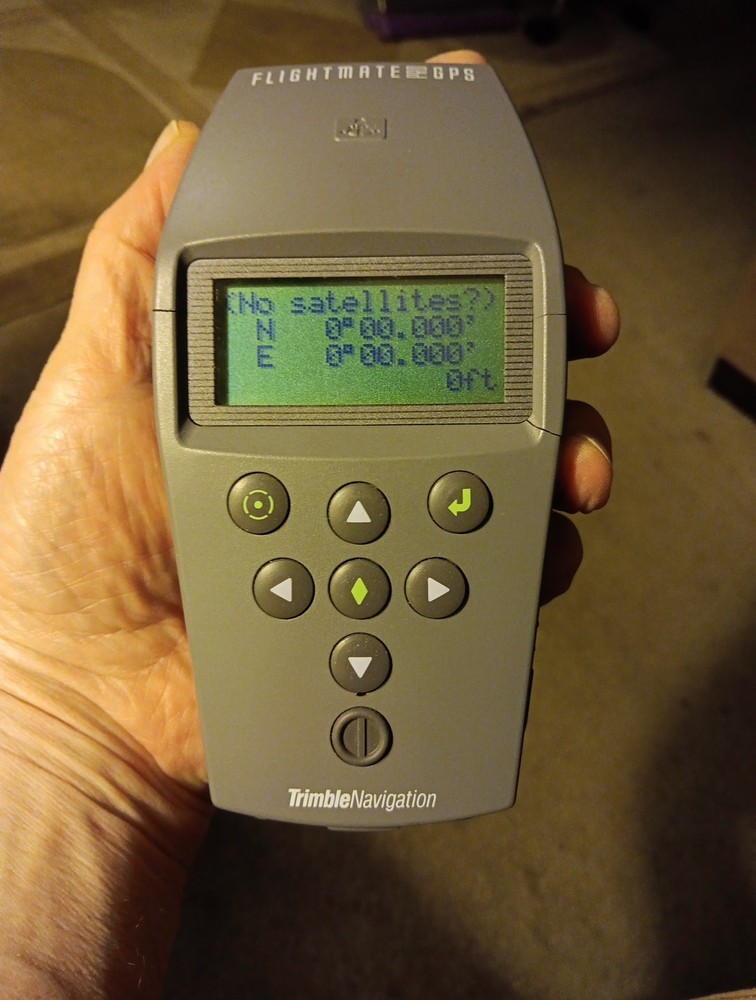 FLIGHTMATE GPS
(No satellites?)
N 0°00.000'
E 0°00.000'
0ft
TrimbleNavigation